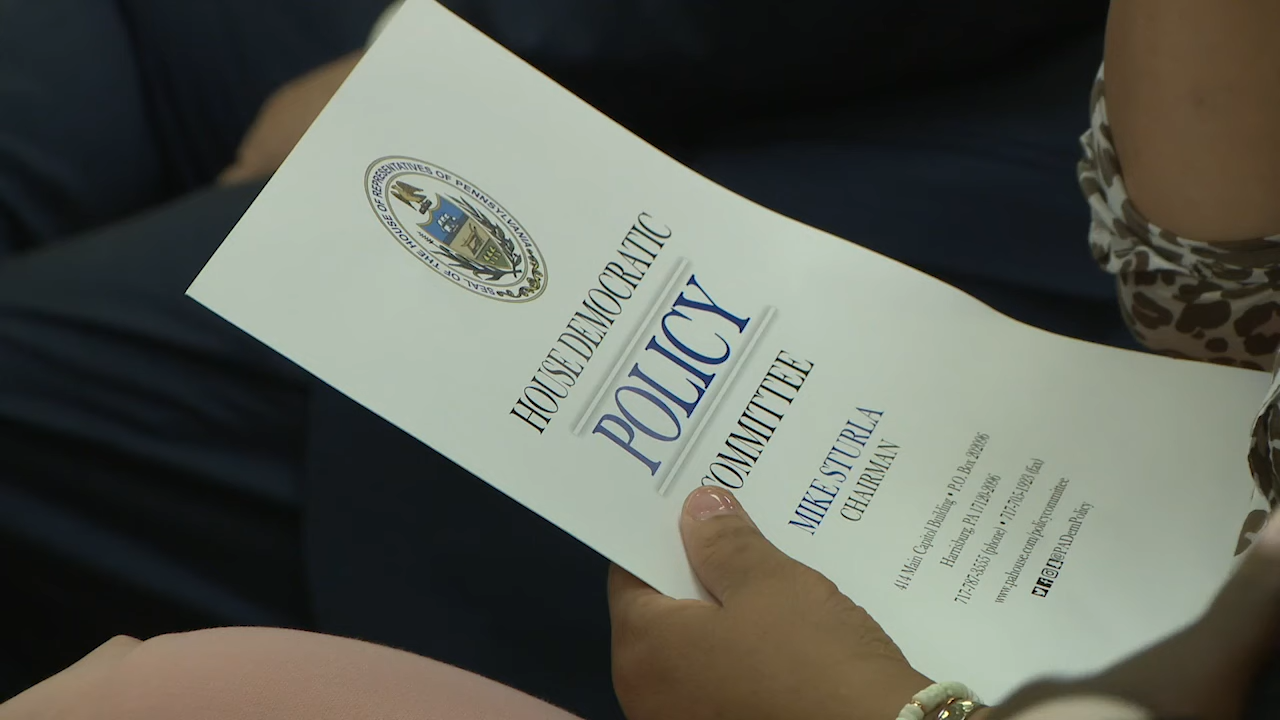 SEAL OF THE HOUSE OF REPRESENTATIVES OF PENNSYLVANIA
HOUSE DEMOCRATIC
POLICY
COMMITTEE
MIKE STURLA
CHAIRMAN
414 Main Capitol Building • P.O. Box 202096
Harrisburg, PA 17120-2096
717-787-3555 (phone) • 717-705-1923 (fax)
www.pahouse.com/policycommittee
@PADemPolicy